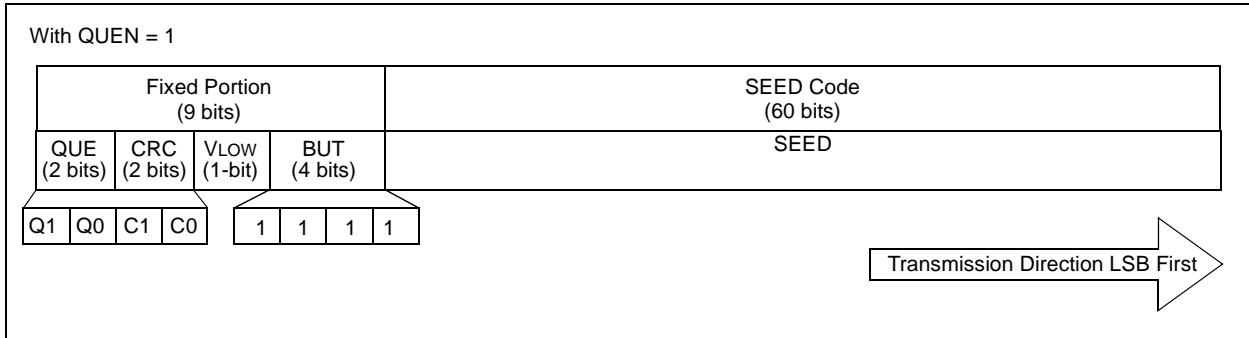 With QUEN = 1
Fixed Portion
(9 bits)
SEED Code
(60 bits)
QUE
(2 bits)
CRC
(2 bits)
VLOW
(1-bit)
BUT
(4 bits)
SEED
Q1 Q0 C1 C0 1 1 1 1
Transmission Direction LSB First